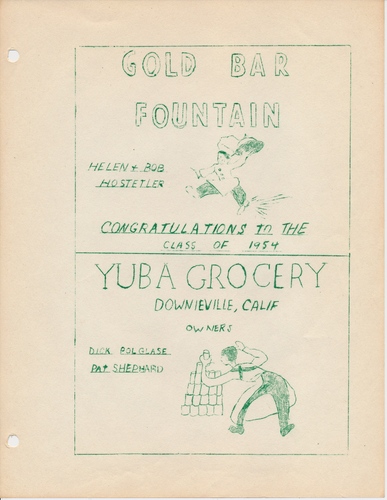 GOLD BAR
FOUNTAIN
HELEN + BOB
HOSTETLER
CONGRATULATIONS TO THE
CLASS OF 1954
YUBA GROCERY
DOWNIEVILLE, CALIF
OWNERS
DICK POLGLASE
PAT SHEPHARD